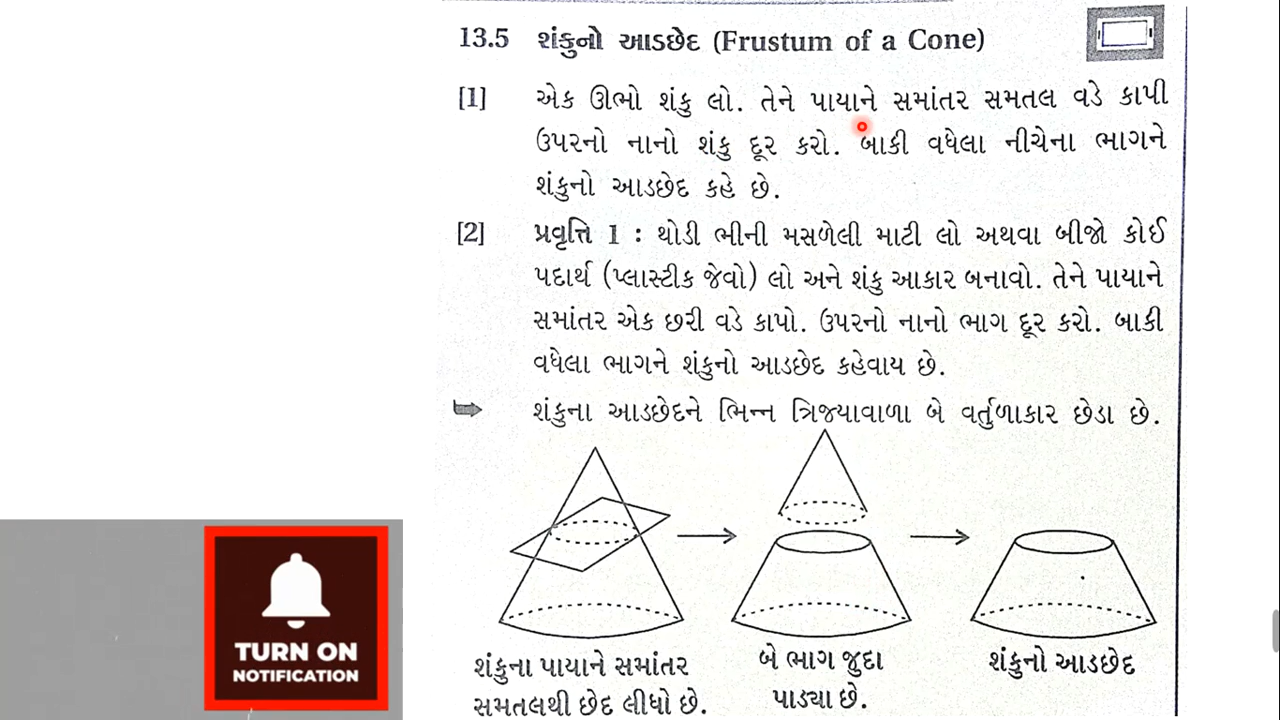 13.5 શંકુનો આડછેદ (Frustum of a Cone)
[1] એક ઊભો શંકુ લો. તેને પાયાને સમાંતર સમતલ વડે કાપી
ઉપરનો નાનો શંકુ દૂર કરો. બાકી વધેલા નીચેના ભાગને
શંકુનો આડછેદ કહે છે.
[2] પ્રવૃત્તિ 1 : થોડી ભીની મસળેલી માટી લો અથવા બીજો કોઈ
પદાર્થ (પ્લાસ્ટીક જેવો) લો અને શંકુ આકાર બનાવો. તેને પાયાને
સમાંતર એક છરી વડે કાપો. ઉપરનો નાનો ભાગ દૂર કરો. બાકી
વધેલા ભાગને શંકુનો આડછેદ કહેવાય છે.
શંકુના આડછેદને ભિન્ન ત્રિજ્યાવાળા બે વર્તુળાકાર છેડા છે.
શંકુના પાયાને સમાંતર
સમતલથી છેદ લીધો છે.
બે ભાગ જુદા
પાડ્યા છે.
શંકુનો આડછેદ
TURN ON
NOTIFICATION